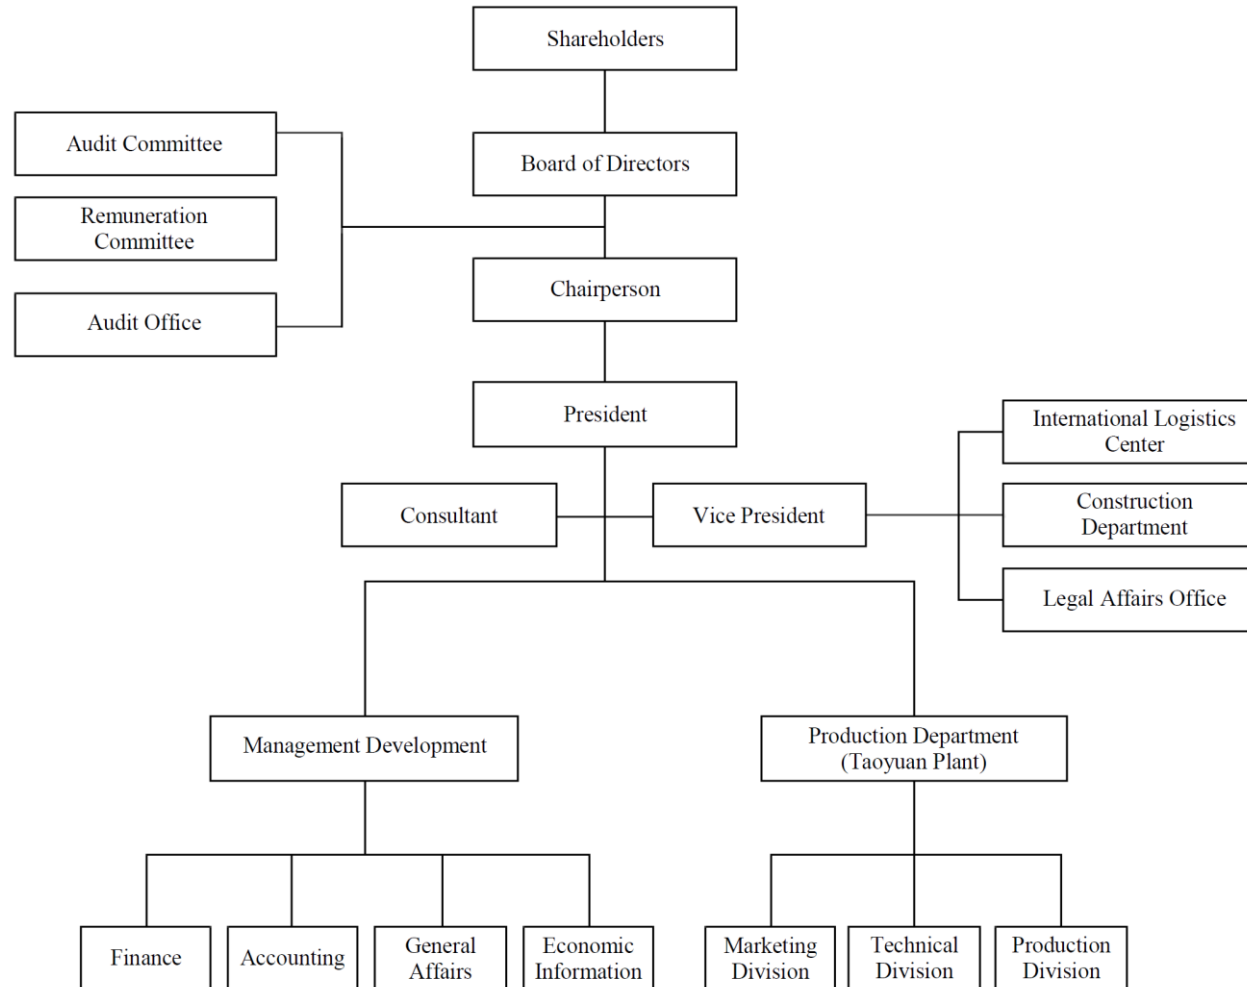 Shareholders
Audit Committee
Board of Directors
Remuneration
Committee
Chairperson
Audit Office
President
International Logistics
Center
Consultant
Vice President
Construction
Department
Legal Affairs Office
Management Development
Production Department
(Taoyuan Plant)
Finance
Accounting
General
Affairs
Economic
Information
Marketing
Division
Technical
Division
Production
Division